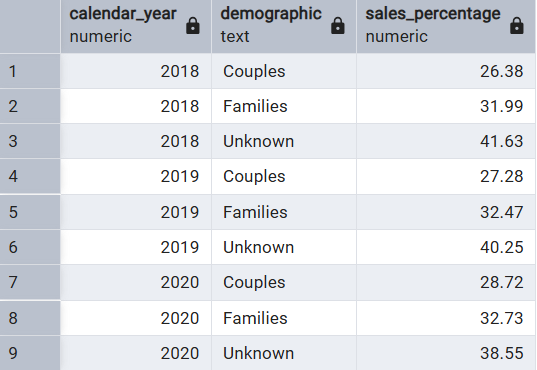 calendar_year demographic sales_percentage
numeric text numeric
1 2018 Couples 26.38
2 2018 Families 31.99
3 2018 Unknown 41.63
4 2019 Couples 27.28
5 2019 Families 32.47
6 2019 Unknown 40.25
7 2020 Couples 28.72
8 2020 Families 32.73
9 2020 Unknown 38.55